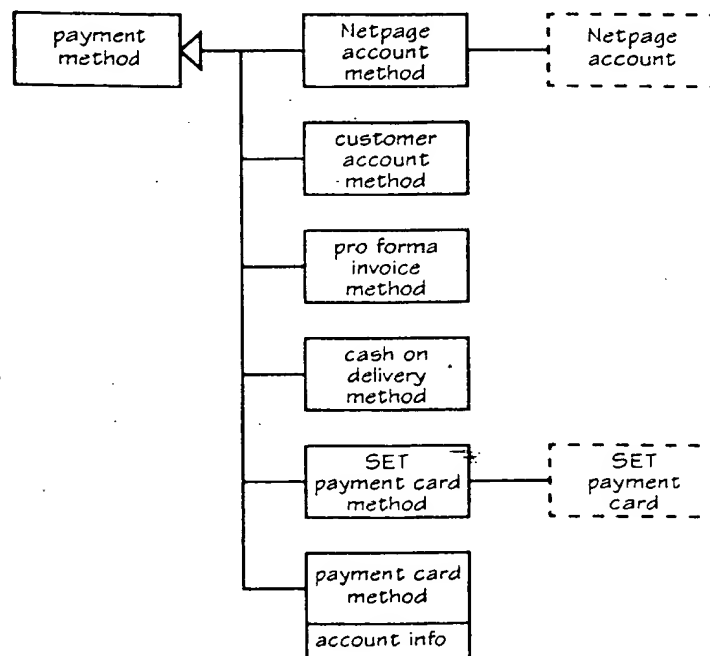 payment
method
Netpage
account
method
Netpage
account
customer
account
method
pro forma
invoice
method
cash on
delivery
method
SET
payment card
method
SET
payment
card
payment card
method
account info